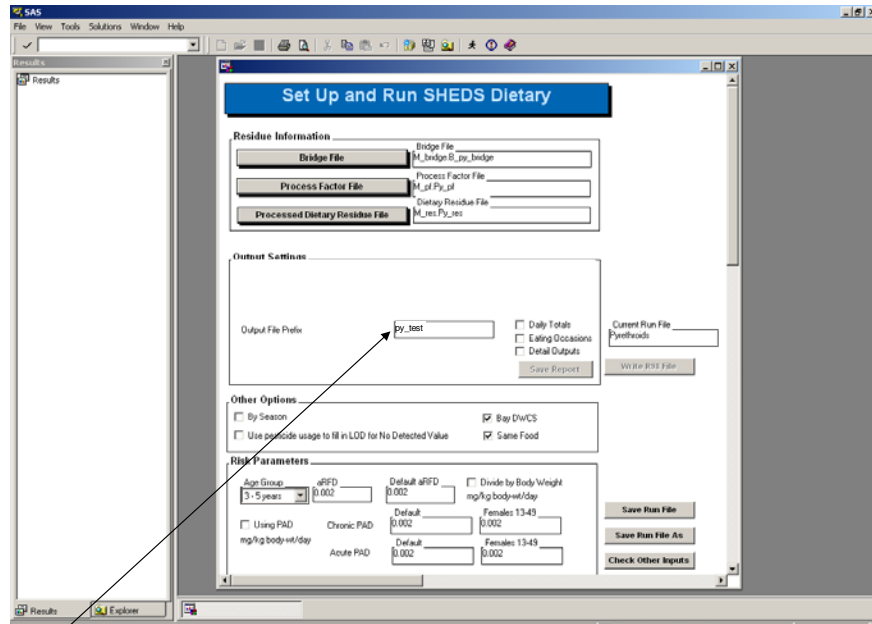 SAS
File View Tools Solutions Window Help
Results
Results
Set Up and Run SHEDS Dietary
Residue Information
Bridge File
Bridge File
M_bridge.B_py_bridge
Process Factor File
Process Factor File
M_pf.Py_pf
Processed Dietary Residue File
Dietary Residue File
M_res.Py_res
Output Settings
Output File Prefix
py_test
Daily Totals
Eating Occasions
Detail Outputs
Save Report
Current Run File
Pyrethroids
Write RSI File
Other Options
By Season
Bay DWCS
Use pesticide usage to fill in LOD for No Detected Value
Same Food
Risk Parameters
Age Group
3 - 5 years
aRFD
0.002
Default aRFD
0.002
Divide by Body Weight
mg/kg body-wt/day
Using PAD
mg/kg body-wt/day
Chronic PAD
Default
0.002
Females 13-49
0.002
Acute PAD
Default
0.002
Females 13-49
0.002
Save Run File
Save Run File As
Check Other Inputs
Results
Explorer